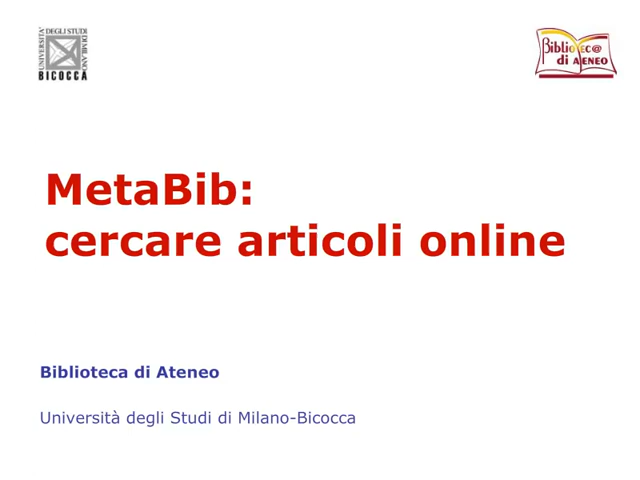 UNIVERSITA' DEGLI STUDI DI MILANO
BICOCCA
Bibliotec@
di ATENEO
MetaBib:
cercare articoli online
Biblioteca di Ateneo
Università degli Studi di Milano-Bicocca